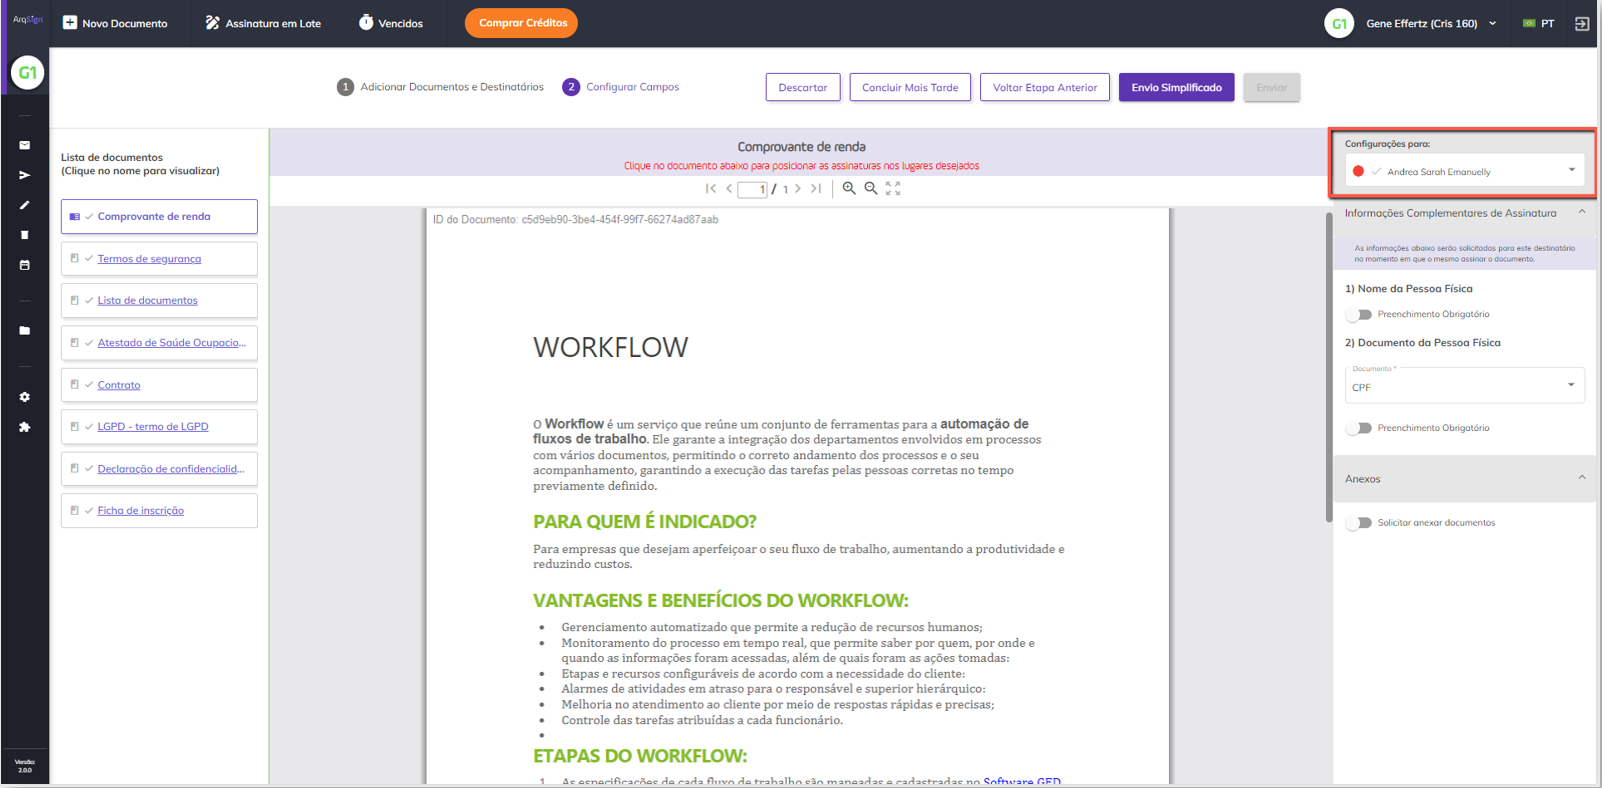 ArqSign
Novo Documento
Assinatura em Lote
Vencidos
Comprar Créditos
G1
Gene Effertz (Cris 160)
PT
G1
1 Adicionar Documentos e Destinatórios
2 Configurar Campos
Descartar
Concluir Mais Tarde
Voltar Etapa Anterior
Envio Simplificado
Enviar
Lista de documentos
(Clique no nome para visualizar)
Comprovante de renda
Termos de segurança
Lista de documentos
Atestado de Saúde Ocupacio...
Contrato
LGPD - termo de LGPD
Declaração de confidencialid...
Ficha de inscrição
Versão:
2.0.0
Comprovante de renda
Clique no documento abaixo para posicionar as assinaturas nos lugares desejados
1 / 1
ID do Documento: c5d9eb90-3be4-454f-99f7-66274ad87aab
WORKFLOW
O Workflow é um serviço que reúne um conjunto de ferramentas para a automação de
fluxos de trabalho. Ele garante a integração dos departamentos envolvidos em processos
com vários documentos, permitindo o correto andamento dos processos e o seu
acompanhamento, garantindo a execução das tarefas pelas pessoas corretas no tempo
previamente definido.
PARA QUEM É INDICADO?
Para empresas que desejam aperfeiçoar o seu fluxo de trabalho, aumentando a produtividade e
reduzindo custos.
VANTAGENS E BENEFÍCIOS DO WORKFLOW:
• Gerenciamento automatizado que permite a redução de recursos humanos;
• Monitoramento do processo em tempo real, que permite saber por quem, por onde e
quando as informações foram acessadas, além de quais foram as ações tomadas:
• Etapas e recursos configuráveis de acordo com a necessidade do cliente:
• Alarmes de atividades em atraso para o responsável e superior hierárquico:
• Melhoria no atendimento ao cliente por meio de respostas rápidas e precisas;
• Controle das tarefas atribuídas a cada funcionário.
•
ETAPAS DO WORKFLOW:
1. As especificações de cada fluxo de trabalho são mapeadas e cadastradas no Software GED
Configurações para:
Andrea Sarah Emanuelly
Informações Complementares de Assinatura
As informações abaixo serão solicitadas para este destinatório
no momento em que o mesmo assinar o documento.
1) Nome da Pessoa Física
Preenchimento Obrigatório
2) Documento da Pessoa Física
Documento *
CPF
Preenchimento Obrigatório
Anexos
Solicitar anexar documentos